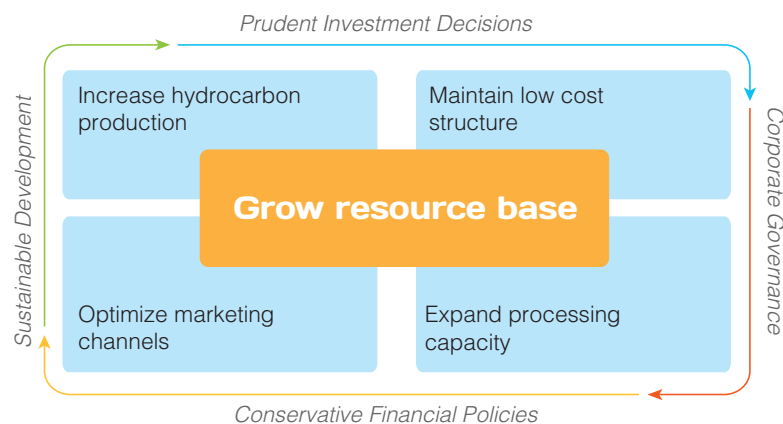 Prudent Investment Decisions
Increase hydrocarbon
production
Maintain low cost
structure
Grow resource base
Optimize marketing
channels
Expand processing
capacity
Sustainable Development
Corporate Governance
Conservative Financial Policies